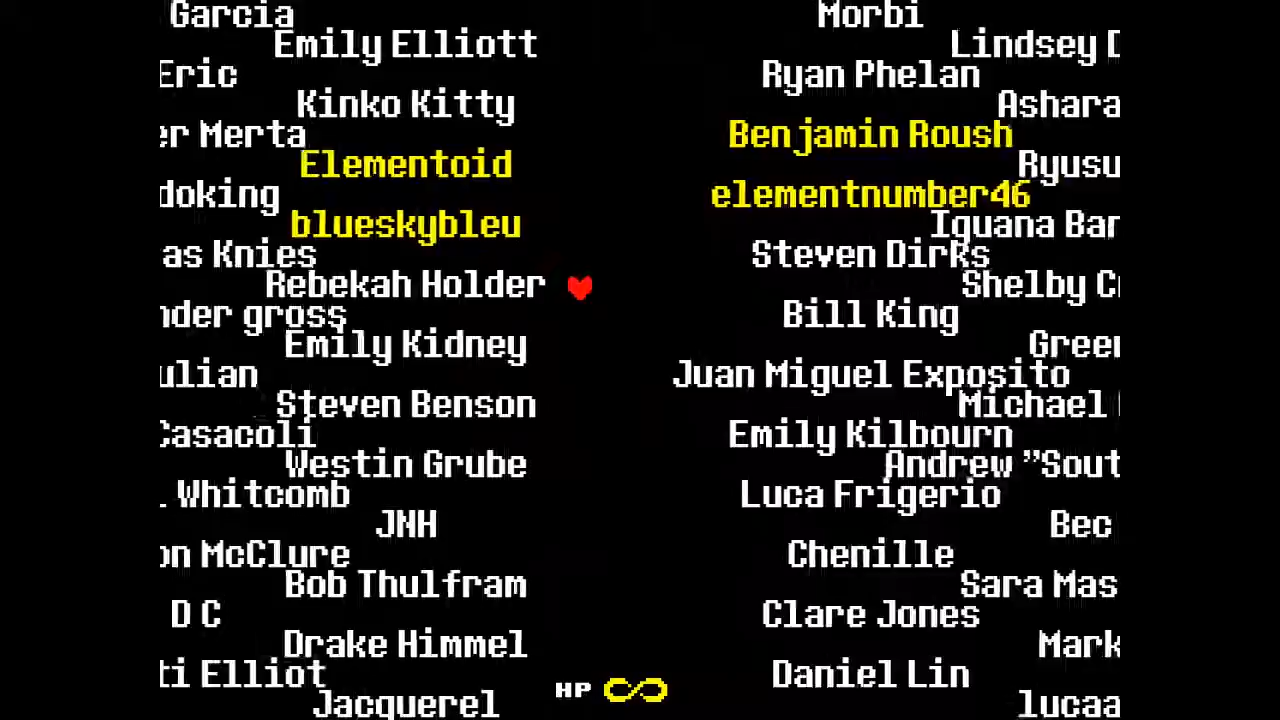 Garcia
Morbi
Emily Elliott
Lindsey
Eric
Ryan Phelan
Kinko Kitty
Ashara
er Merta
Benjamin Roush
Elementoid
Ryusu
doking
elementnumber46
blueskybleu
Iguana Bar
as Knies
Steven Dirks
Rebekah Holder
Shelby C
nder gross
Bill King
Emily Kidney
Green
ulian
Juan Miguel Exposito
Steven Benson
Michael
Casacoli
Emily Kilbourn
Westin Grube
Andrew "Sout
. Whitcomb
Luca Frigerio
JNH
Bec
on McClure
Chenille
Bob Thulfram
Sara Mas
D C
Clare Jones
Drake Himmel
Mark
ti Elliot
Daniel Lin
HP ∞
Jacquerel
lucaa